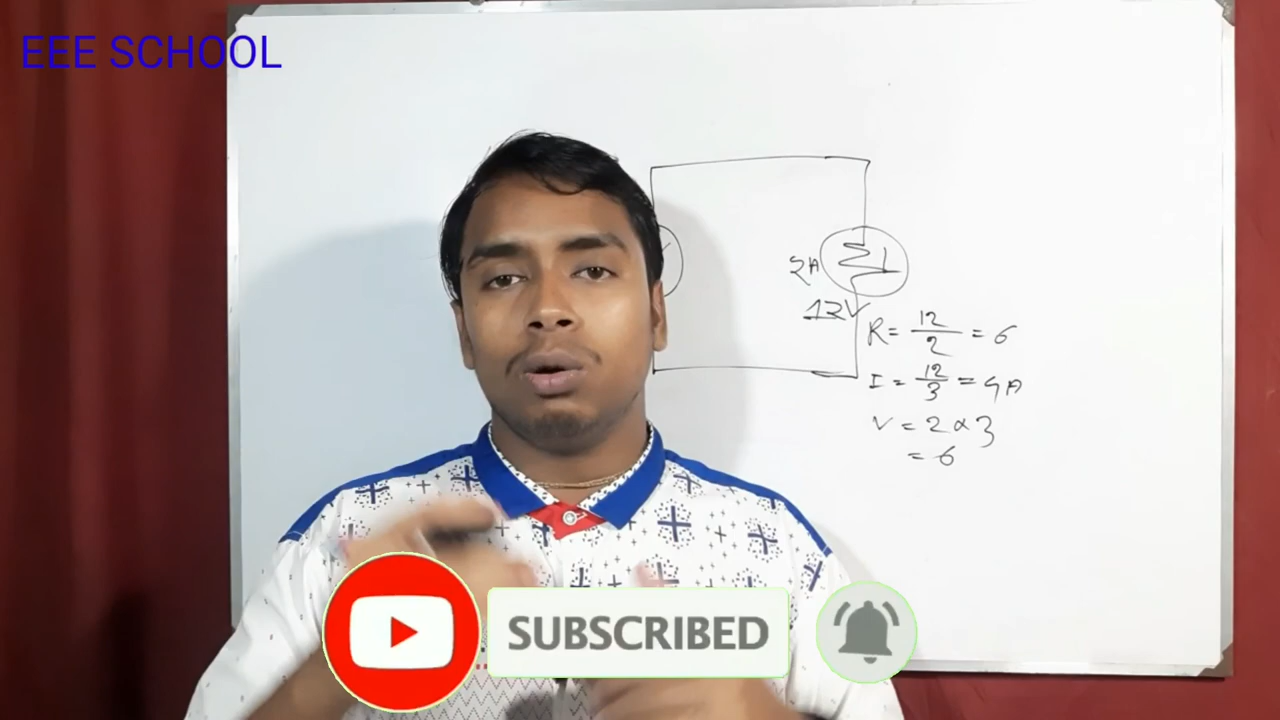 EEE SCHOOL
2A
12V
R = 12/2 = 6
I = 12/3 = 4A
V = 2 x 3
= 6
SUBSCRIBED